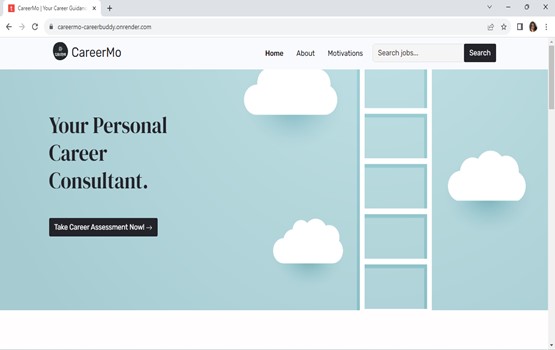 CareerMo | Your Career Guidan
careermo-careerbuddy.onrender.com
CareerMo
Home About Motivations Search jobs... Search
Your Personal
Career
Consultant.
Take Career Assessment Now! →